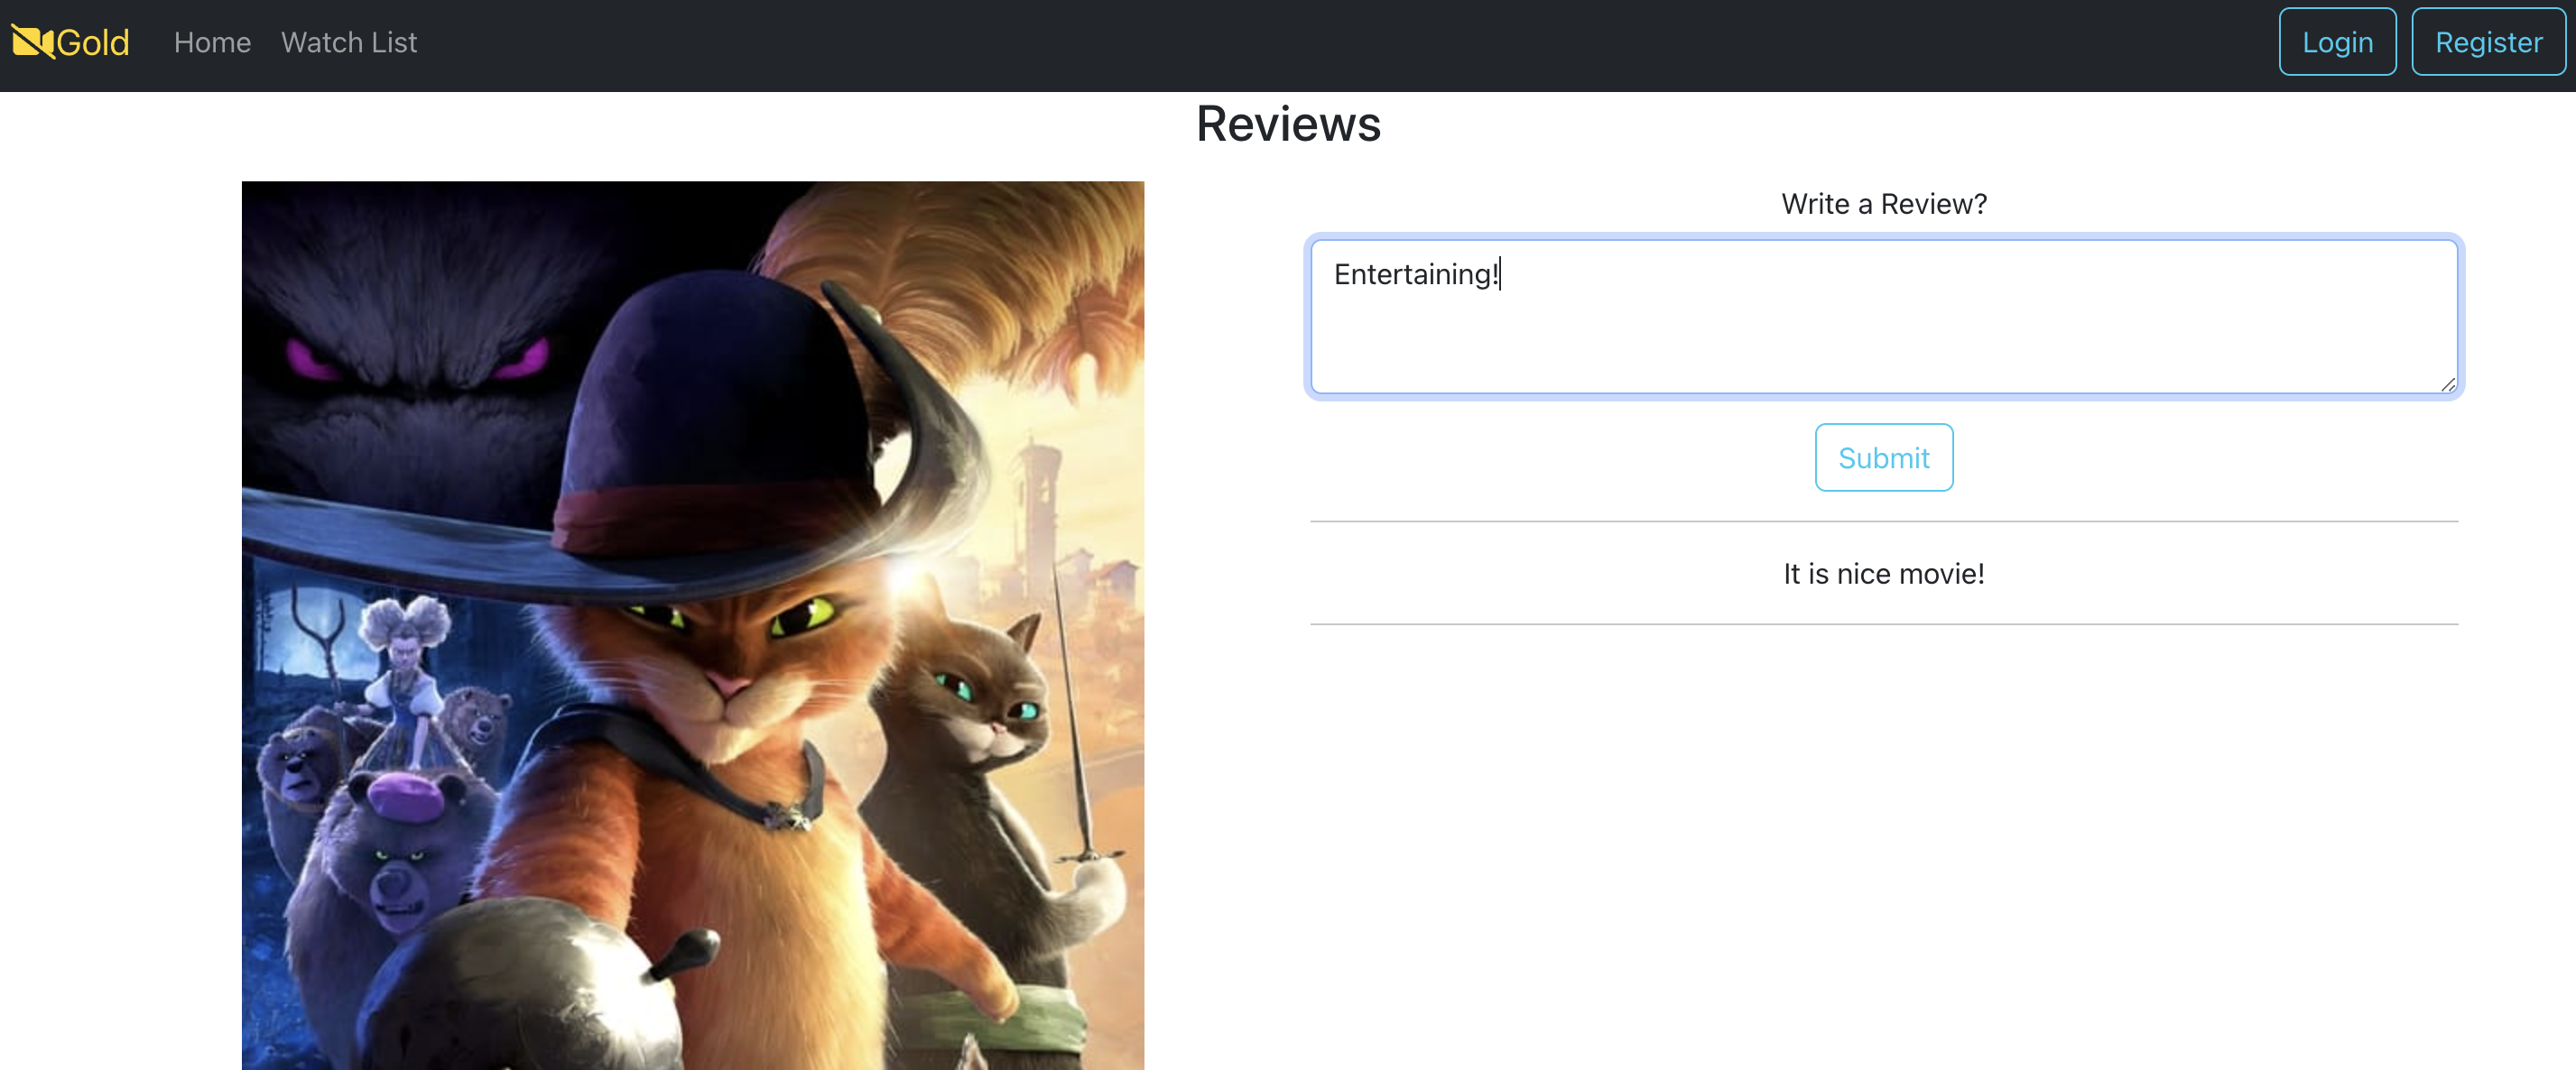 Gold Home Watch List Login Register
Reviews
Write a Review?
Entertaining!
Submit
It is nice movie!